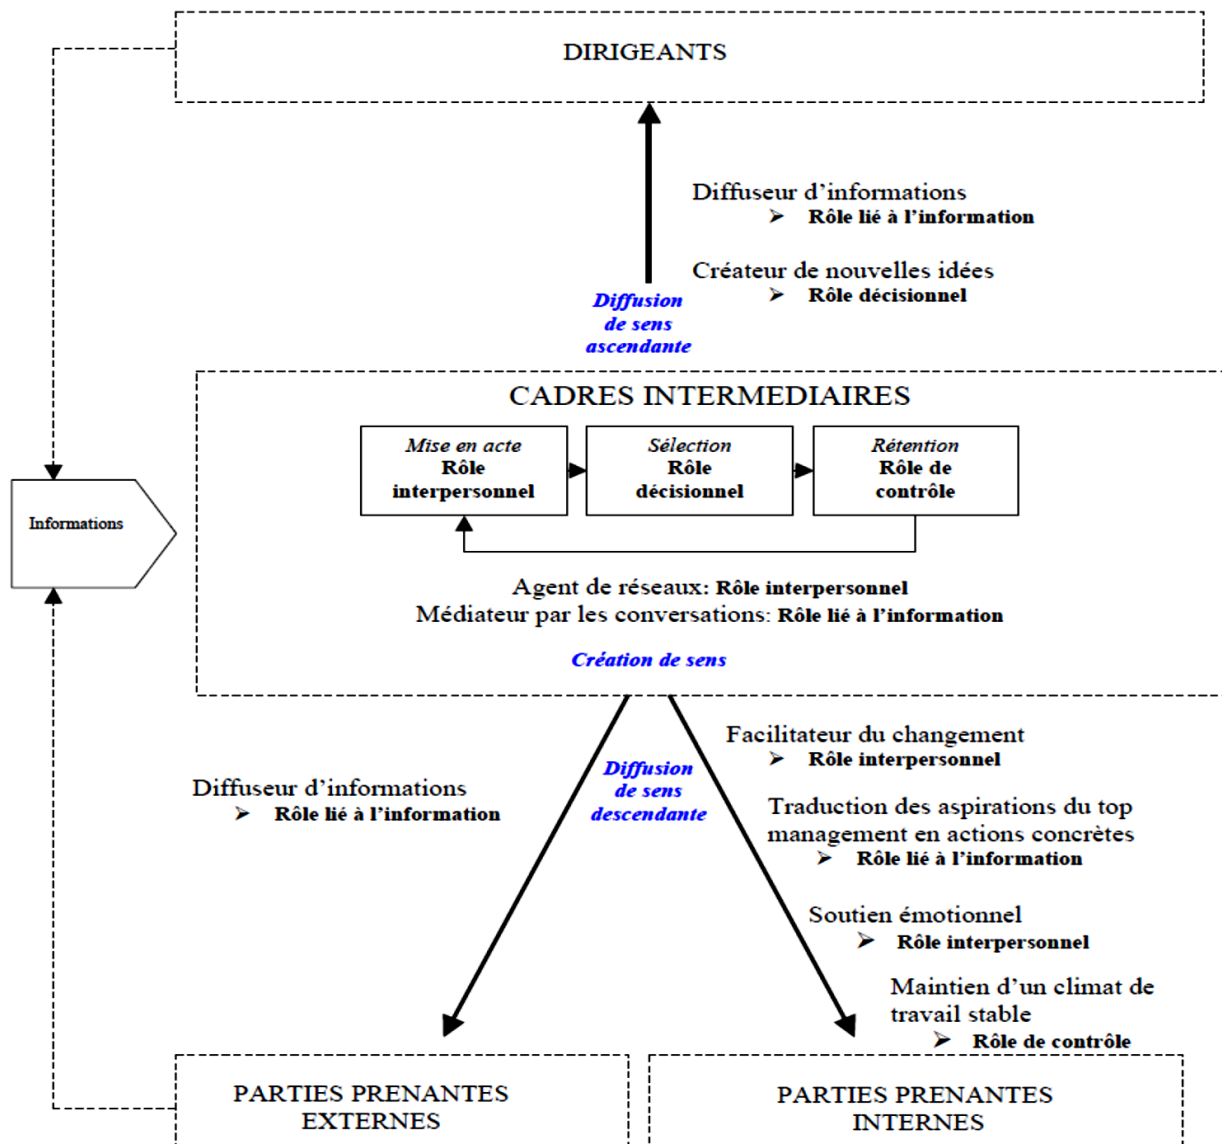 DIRIGEANTS
Diffuseur d’informations
➢ Rôle lié à l’information
Créateur de nouvelles idées
➢ Rôle décisionnel
Diffusion
de sens
ascendante
CADRES INTERMEDIAIRES
Mise en acte
Rôle
interpersonnel
Sélection
Rôle
décisionnel
Rétention
Rôle de
contrôle
Informations
Agent de réseaux: Rôle interpersonnel
Médiateur par les conversations: Rôle lié à l’information
Création de sens
Diffuseur d’informations
➢ Rôle lié à l’information
Diffusion
de sens
descendante
Facilitateur du changement
➢ Rôle interpersonnel
Traduction des aspirations du top
management en actions concrètes
➢ Rôle lié à l’information
Soutien émotionnel
➢ Rôle interpersonnel
Maintien d’un climat de
travail stable
➢ Rôle de contrôle
PARTIES PRENANTES
EXTERNES
PARTIES PRENANTES
INTERNES